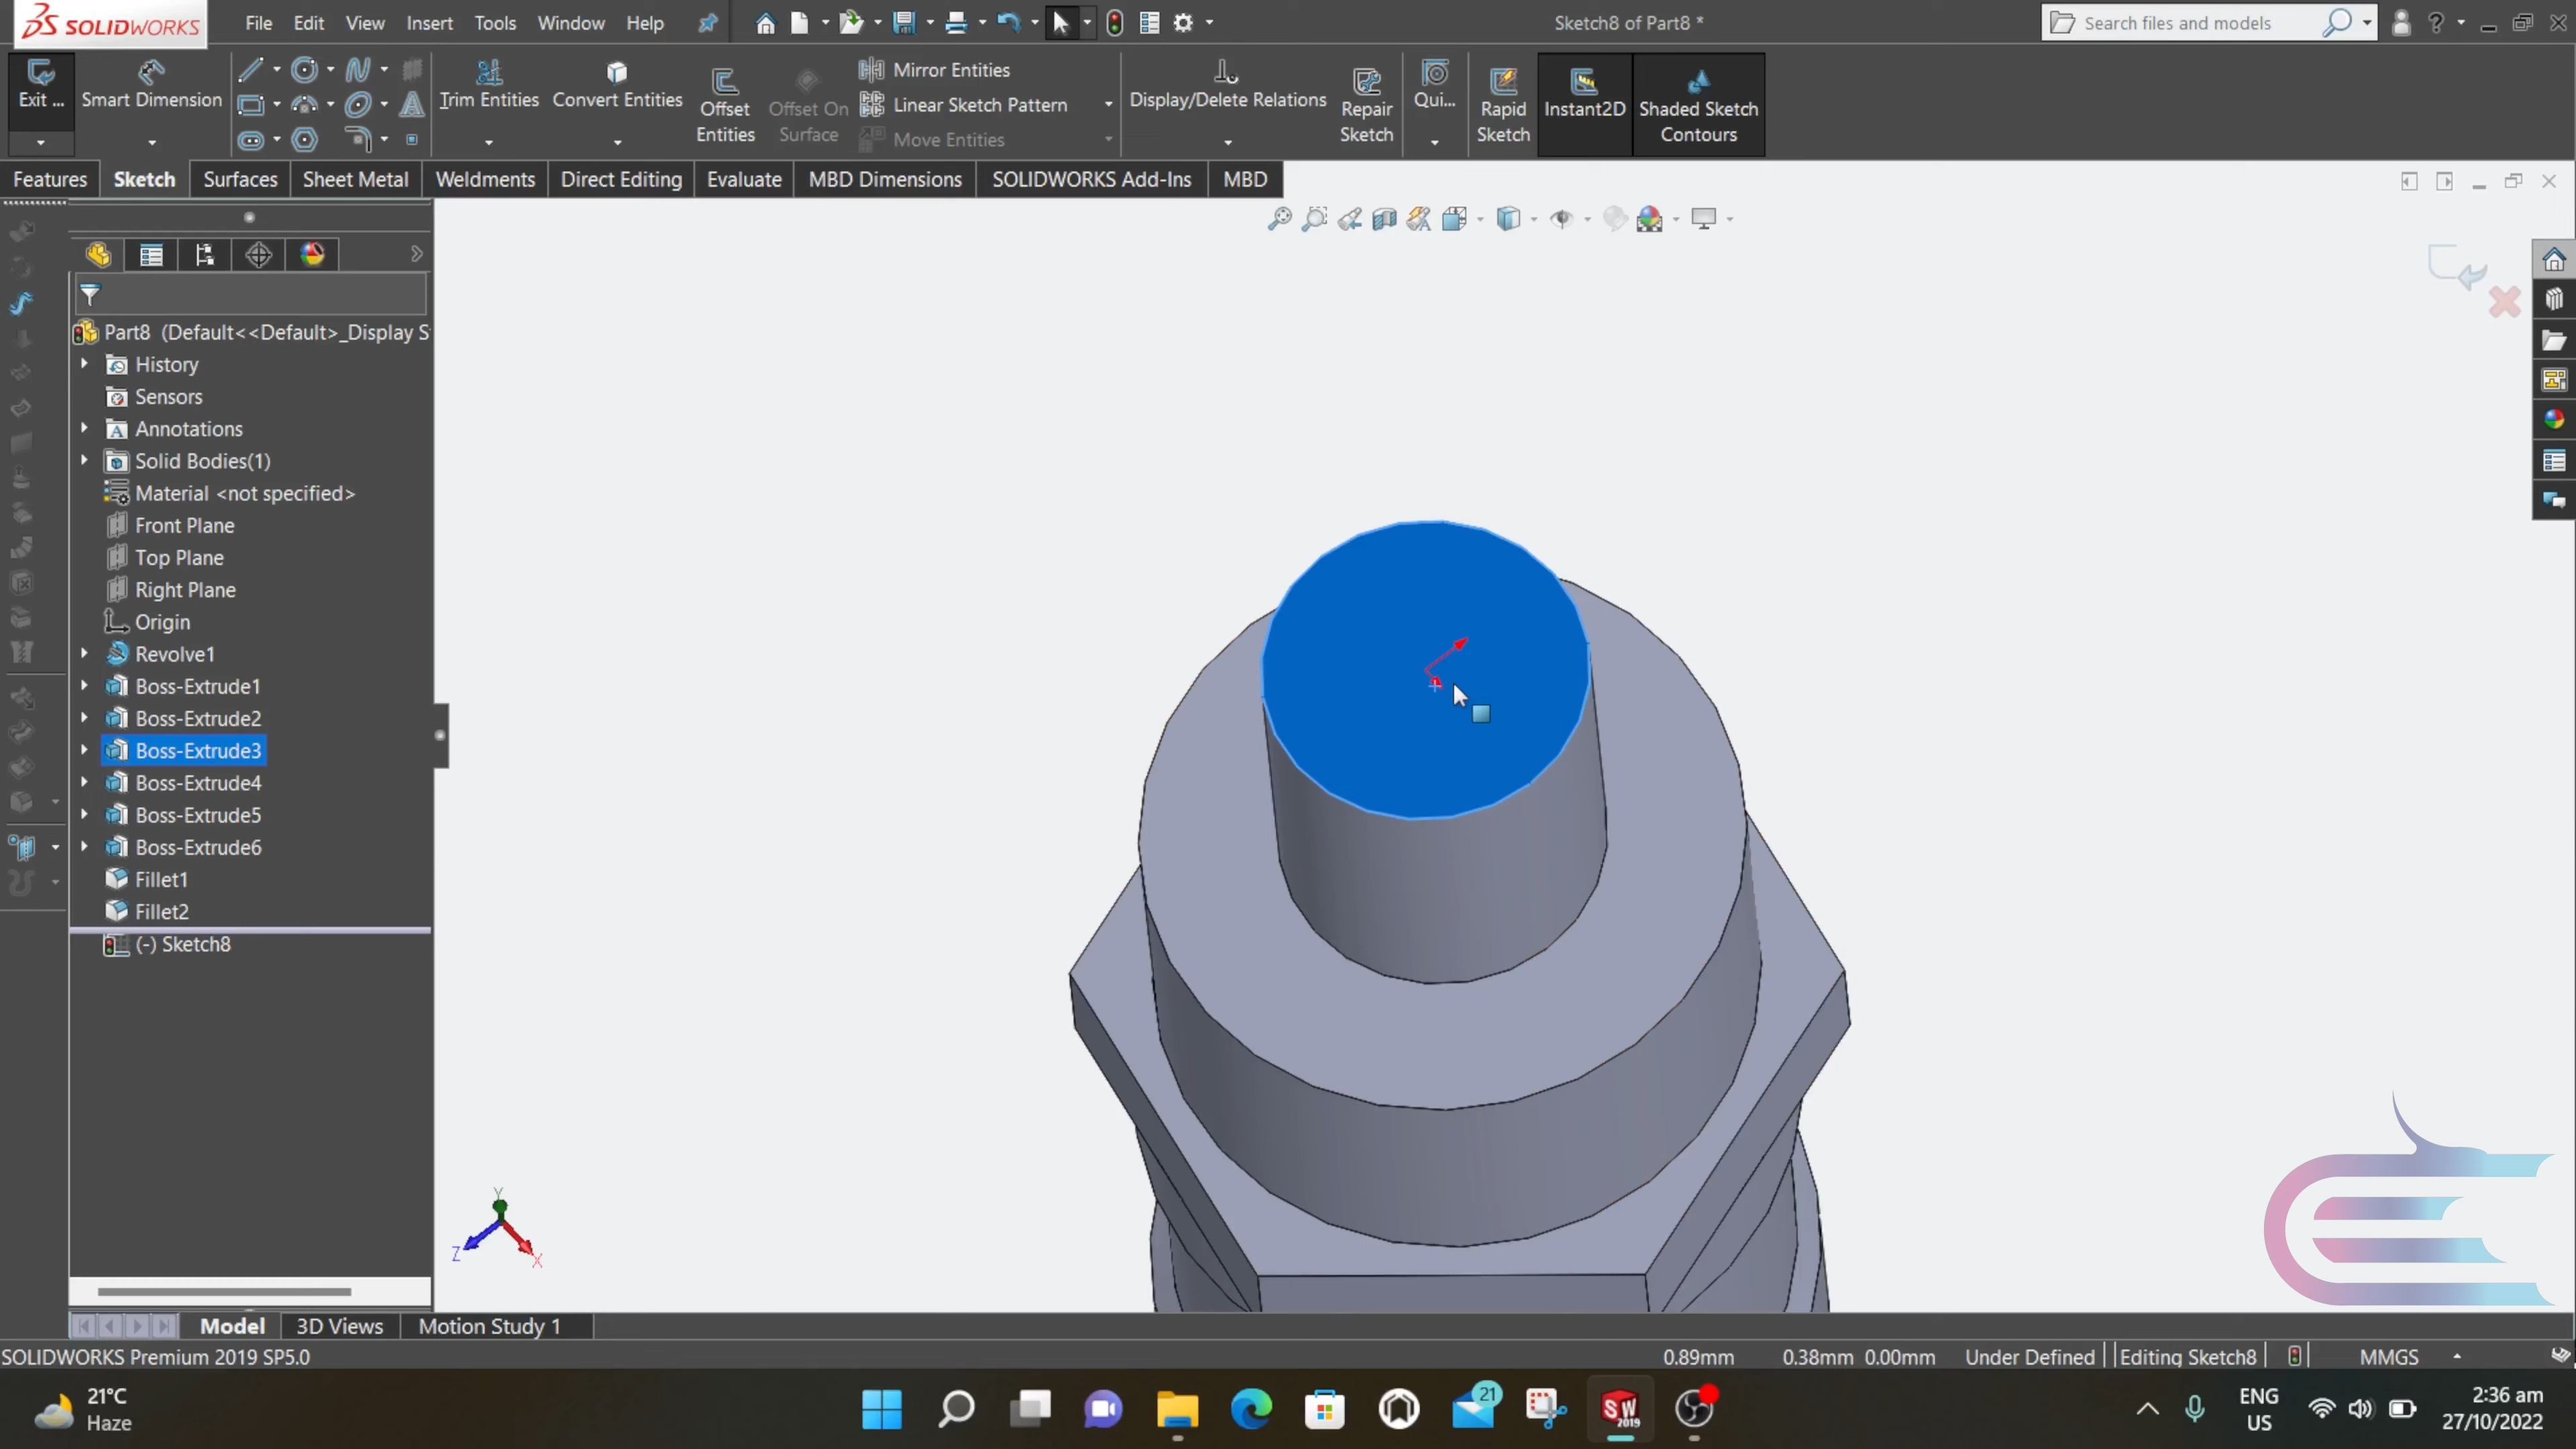 SOLIDWORKS
File Edit View Insert Tools Window Help
Sketch8 of Part8 *
Search files and models
Exit ...
Smart Dimension
Trim Entities
Convert Entities
Offset Entities
Offset On Surface
Mirror Entities
Linear Sketch Pattern
Move Entities
Display/Delete Relations
Repair Sketch
Qui...
Rapid Sketch
Instant2D
Shaded Sketch Contours
Features Sketch Surfaces Sheet Metal Weldments Direct Editing Evaluate MBD Dimensions SOLIDWORKS Add-Ins MBD
Part8 (Default<<Default>_Display S
History
Sensors
Annotations
Solid Bodies(1)
Material <not specified>
Front Plane
Top Plane
Right Plane
Origin
Revolve1
Boss-Extrude1
Boss-Extrude2
Boss-Extrude3
Boss-Extrude4
Boss-Extrude5
Boss-Extrude6
Fillet1
Fillet2
(-) Sketch8
Y
Z
X
Model 3D Views Motion Study 1
SOLIDWORKS Premium 2019 SP5.0
0.89mm 0.38mm 0.00mm Under Defined Editing Sketch8 MMGS
21°C
Haze
21
SW
2019
ENG
US
2:36 am
27/10/2022